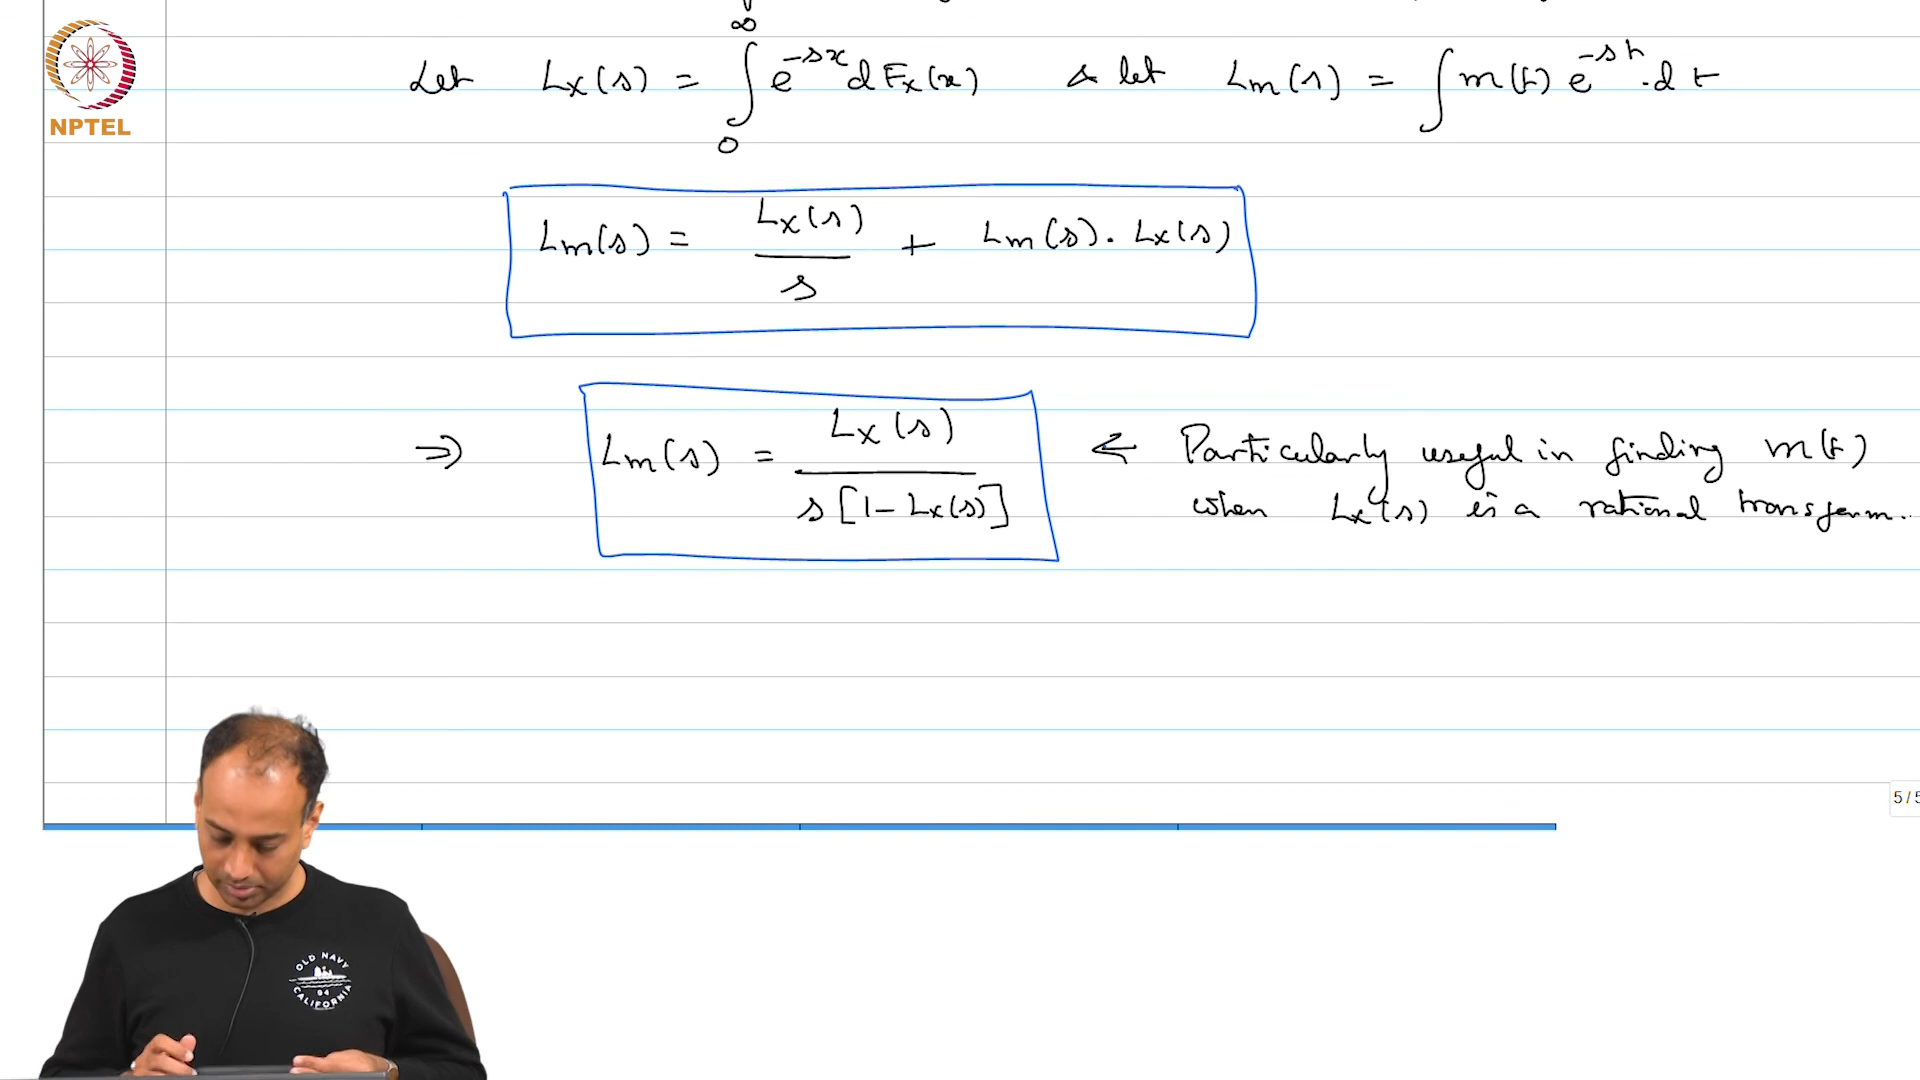 Let Lx(s) = ∫₀^∞ e^{-sx} dFx(x) & let Lm(s) = ∫ m(t) e^{-st}.dt
NPTEL
Lm(s) = Lx(s)/s + Lm(s). Lx(s)
⇒ Lm(s) = Lx(s)/s[1- Lx(s)] ← Particularly useful in finding m(t)
when Lx(s) is a rational transform.
5 / 5
OLD NAVY
94
CALIFORNIA